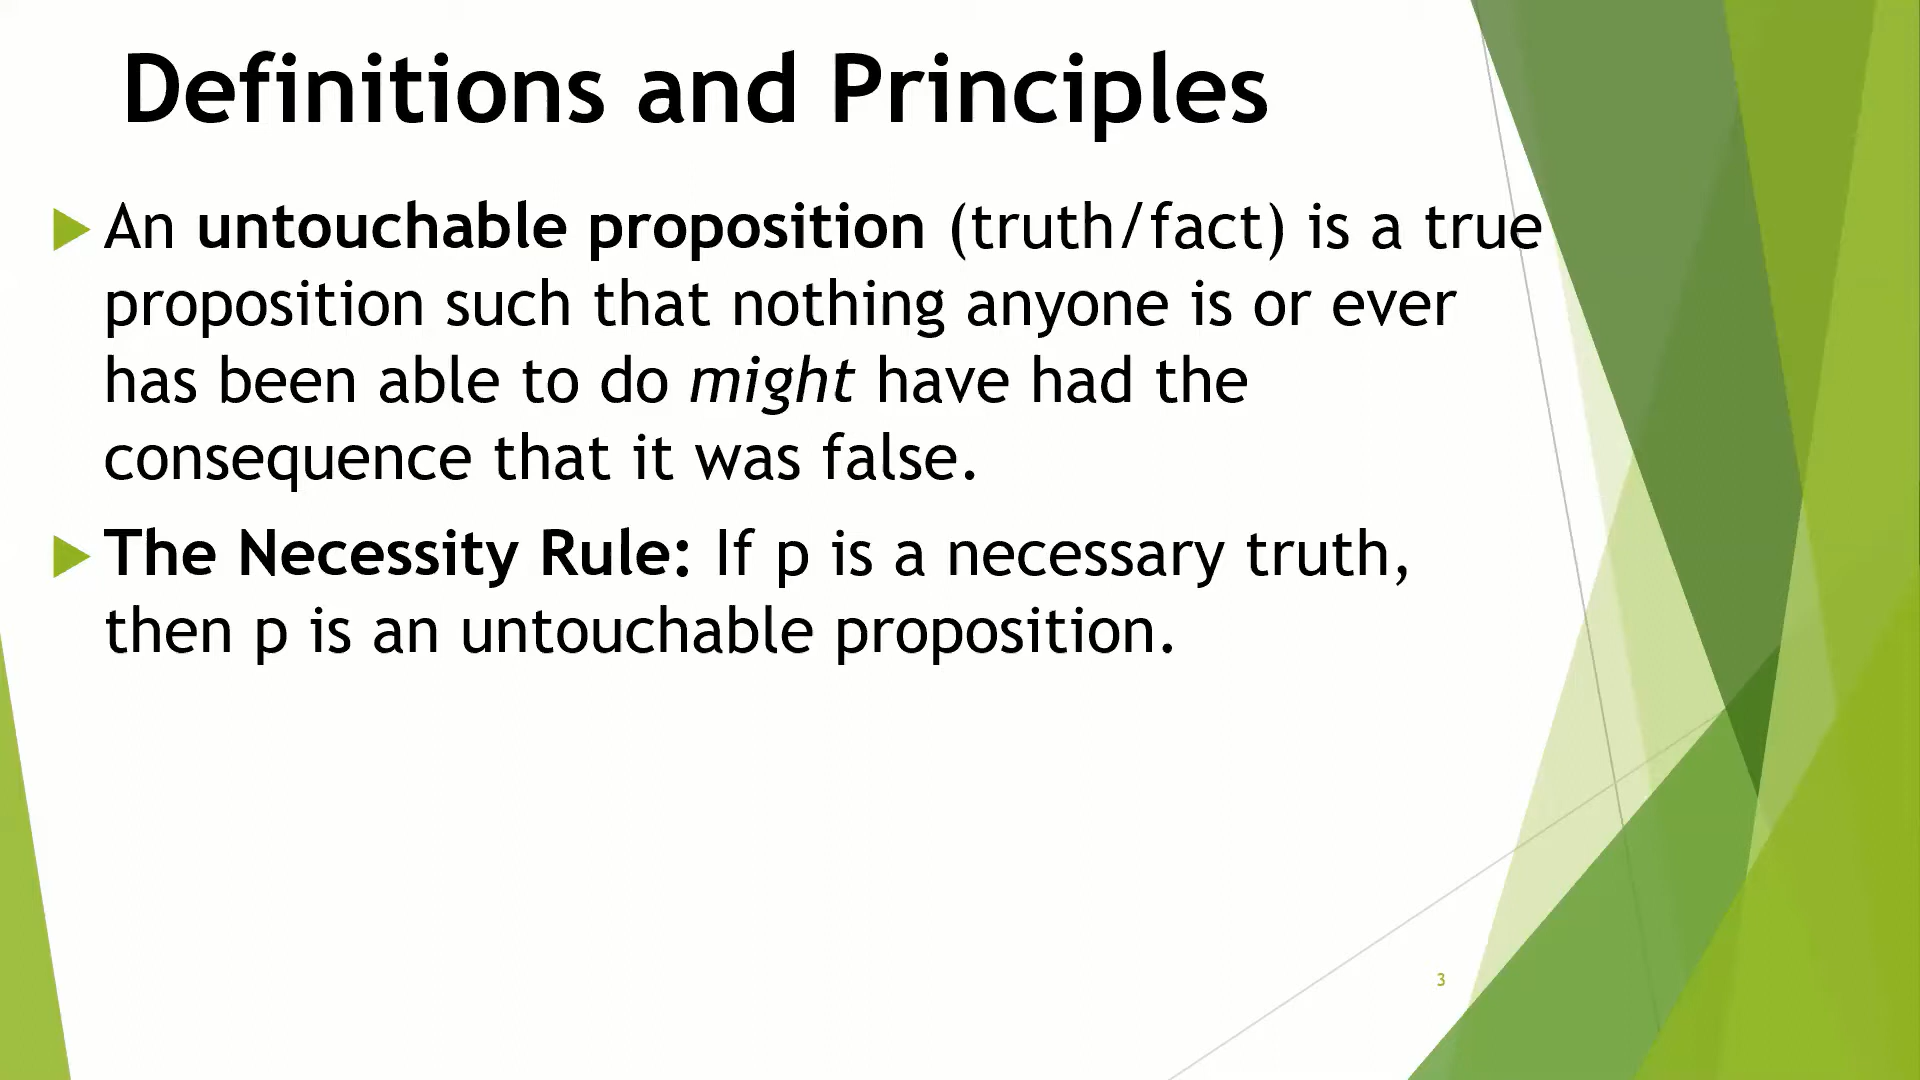 Definitions and Principles
An untouchable proposition (truth/fact) is a true
proposition such that nothing anyone is or ever
has been able to do might have had the
consequence that it was false.
The Necessity Rule: If p is a necessary truth,
then p is an untouchable proposition.
3